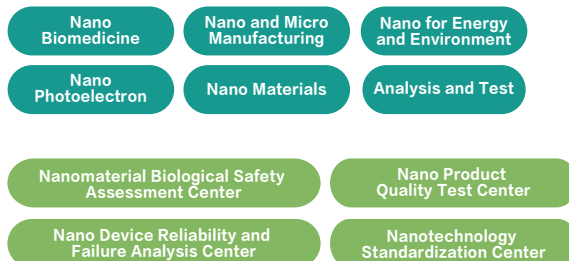 Nano
Biomedicine
Nano and Micro
Manufacturing
Nano for Energy
and Environment
Nano
Photoelectron
Nano Materials
Analysis and Test
Nanomaterial Biological Safety
Assessment Center
Nano Product
Quality Test Center
Nano Device Reliability and
Failure Analysis Center
Nanotechnology
Standardization Center